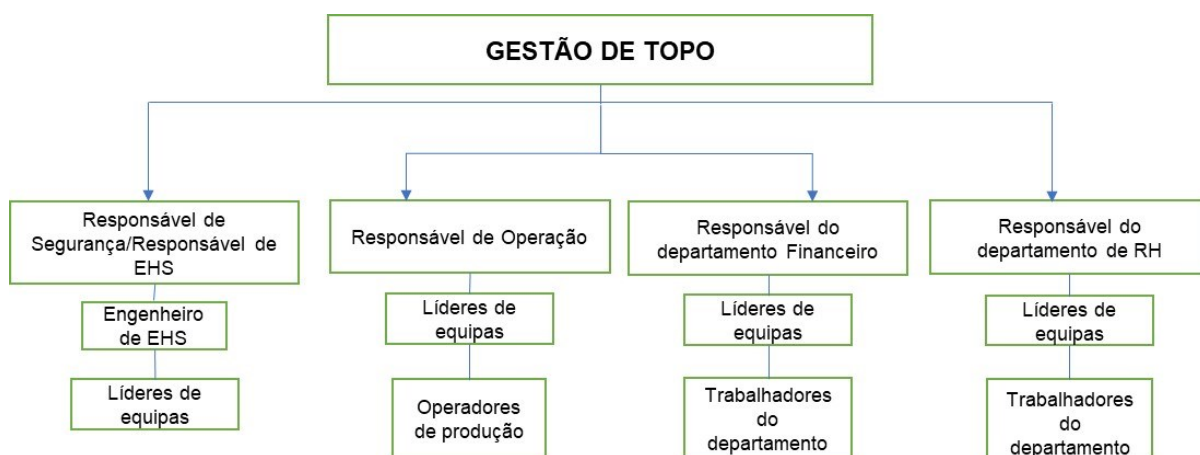 GESTÃO DE TOPO
Responsável de
Segurança/Responsável de
EHS
Responsável de Operação
Responsável do
departamento Financeiro
Responsável do
departamento de RH
Engenheiro
de EHS
Líderes de
equipas
Líderes de
equipas
Líderes de
equipas
Líderes de
equipas
Operadores
de produção
Trabalhadores
do
departamento
Trabalhadores
do
departamento